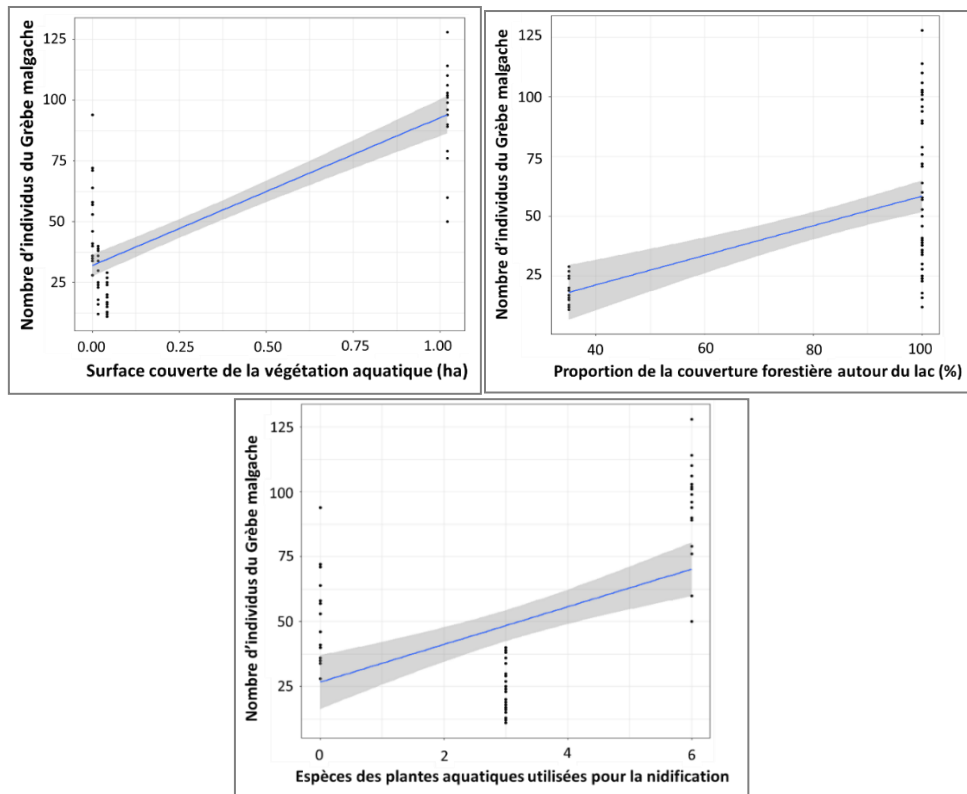 Nombre d'individus du Grèbe malgache
125
100
75
50
25
0.00 0.25 0.50 0.75 1.00
Surface couverte de la végétation aquatique (ha)
Nombre d'individus du Grèbe malgache
125
100
75
50
25
40 60 80 100
Proportion de la couverture forestière autour du lac (%)
Nombre d'individus du Grèbe malgache
125
100
75
50
25
0 2 4 6
Espèces des plantes aquatiques utilisées pour la nidification